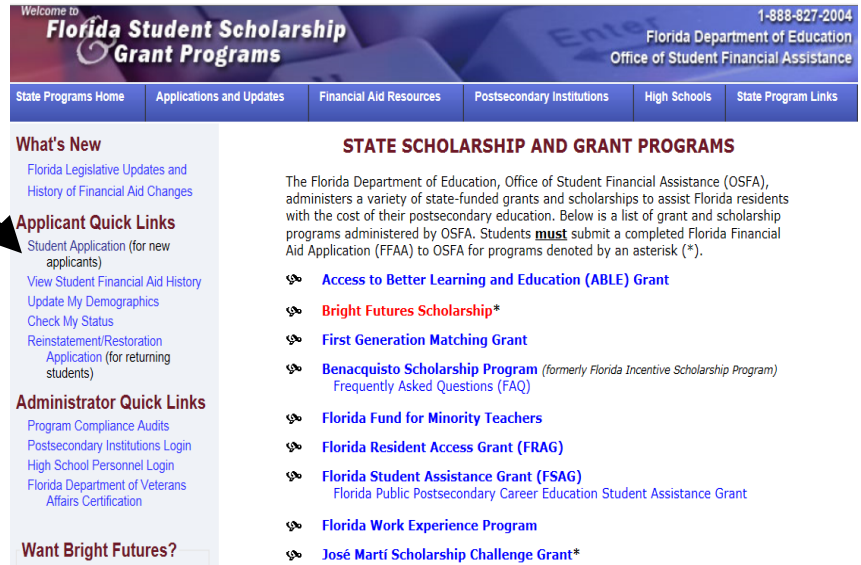 Welcome to
Florida Student Scholarship
& Grant Programs
Enter
1-888-827-2004
Florida Department of Education
Office of Student Financial Assistance
State Programs Home
Applications and Updates
Financial Aid Resources
Postsecondary Institutions
High Schools
State Program Links
What's New
Florida Legislative Updates and
History of Financial Aid Changes
Applicant Quick Links
Student Application (for new
applicants)
View Student Financial Aid History
Update My Demographics
Check My Status
Reinstatement/Restoration
Application (for returning
students)
Administrator Quick Links
Program Compliance
Audits
Postsecondary Institutions Login
High School Personnel Login
Florida Department of Veterans
Affairs Certification
Want Bright Futures?
STATE SCHOLARSHIP AND GRANT PROGRAMS
The Florida Department of Education, Office of Student Financial Assistance (OSFA),
administers a variety of state-funded grants and scholarships to assist Florida residents
with the cost of their postsecondary education. Below is a list of grant and scholarship
programs administered by OSFA. Students must submit a completed Florida Financial
Aid Application (FFAA) to OSFA for programs denoted by an asterisk (*).
Access to Better Learning and Education (ABLE) Grant
Bright Futures Scholarship*
First Generation Matching Grant
Benacquisto Scholarship Program (formerly Florida Incentive Scholarship Program)
Frequently Asked Questions (FAQ)
Florida Fund for Minority Teachers
Florida Resident Access Grant (FRAG)
Florida Student Assistance Grant (FSAG)
Florida Public Postsecondary Career Education Student Assistance Grant
Florida Work Experience Program
José Martí Scholarship Challenge Grant*